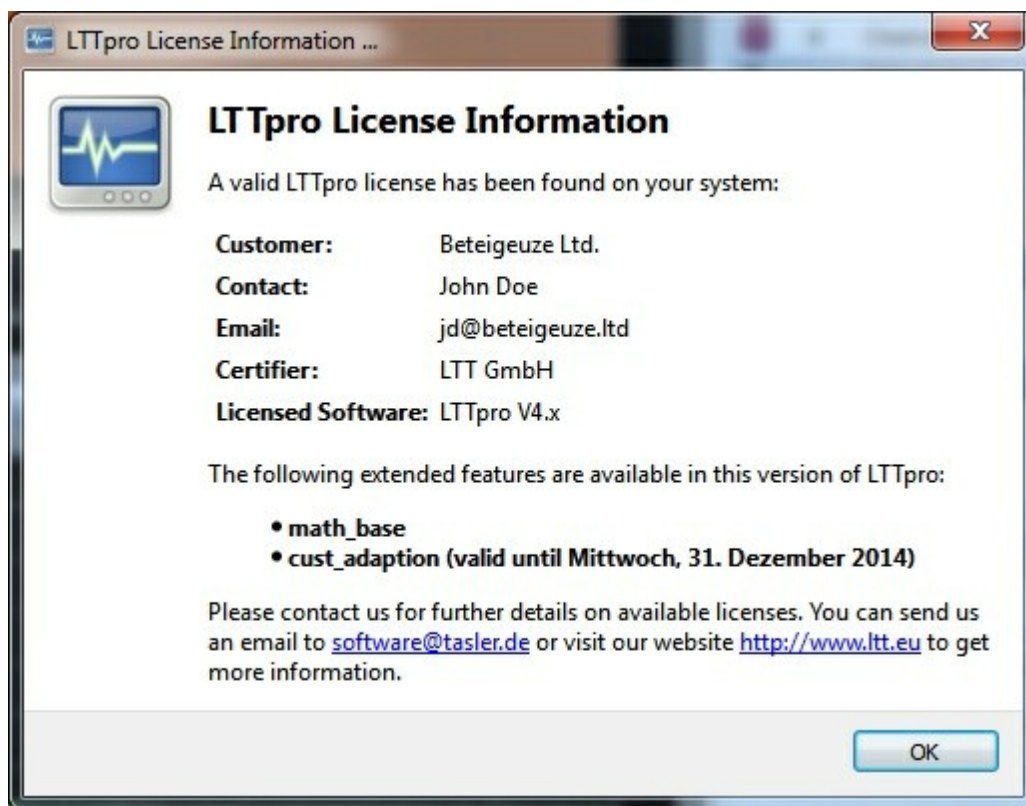 LTTpro License Information ...
LTTpro License Information
A valid LTTpro license has been found on your system:
Customer: Beteigeuze Ltd.
Contact: John Doe
Email: jd@beteigeuze.ltd
Certifier: LTT GmbH
Licensed Software: LTTpro V4.x
The following extended features are available in this version of LTTpro:
• math_base
• cust_adaption (valid until Mittwoch, 31. Dezember 2014)
Please contact us for further details on available licenses. You can send us
an email to software@tasler.de or visit our website http://www.ltt.eu to get
more information.
OK